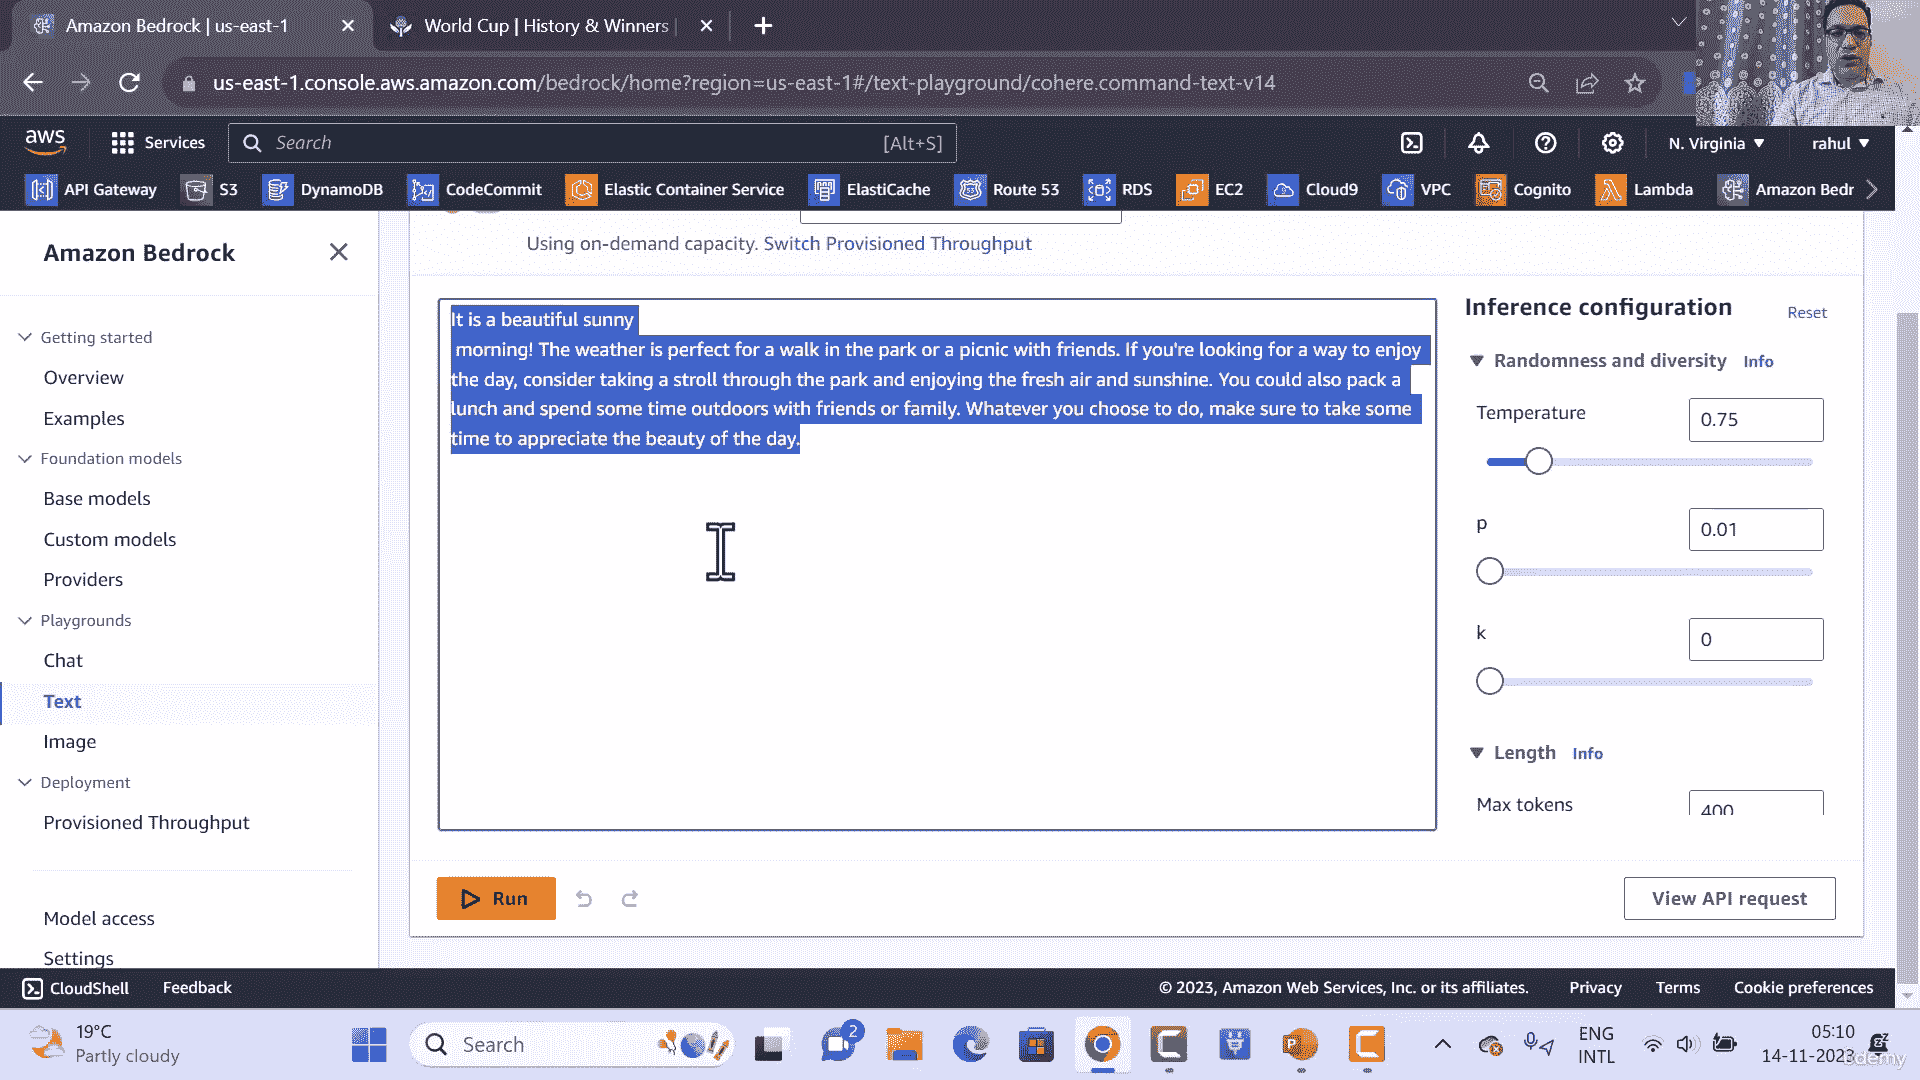 Amazon Bedrock | us-east-1
World Cup | History & Winners |
us-east-1.console.aws.amazon.com/bedrock/home?region=us-east-1#/text-playground/cohere.command-text-v14
aws
Services
Search
[Alt+S]
N. Virginia
rahul
API Gateway
S3
DynamoDB
CodeCommit
Elastic Container Service
ElastiCache
Route 53
RDS
EC2
Cloud9
VPC
Cognito
Lambda
Amazon Bedr
Amazon Bedrock
Getting started
Overview
Examples
Foundation models
Base models
Custom models
Providers
Playgrounds
Chat
Text
Image
Deployment
Provisioned Throughput
Model access
Settings
Using on-demand capacity. Switch Provisioned Throughput
It is a beautiful sunny
morning! The weather is perfect for a walk in the park or a picnic with friends. If you're looking for a way to enjoy
the day, consider taking a stroll through the park and enjoying the fresh air and sunshine. You could also pack a
lunch and spend some time outdoors with friends or family. Whatever you choose to do, make sure to take some
time to appreciate the beauty of the day.
Inference configuration
Reset
Randomness and diversity Info
Temperature
0.75
p
0.01
k
0
Length Info
Max tokens
400
Run
View API request
CloudShell
Feedback
© 2023, Amazon Web Services, Inc. or its affiliates.
Privacy
Terms
Cookie preferences
19°C
Partly cloudy
Search
2
ENG
INTL
05:10
14-11-2023
udemy